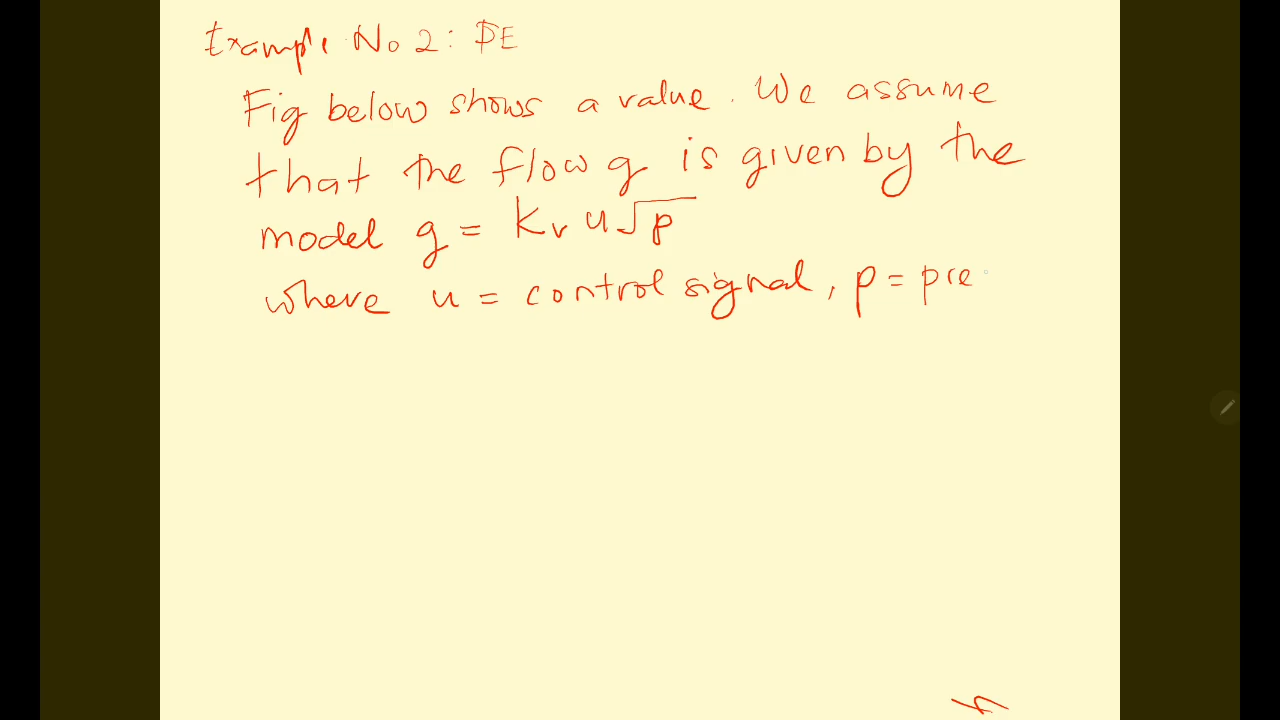 Example No 2: DE
Fig below shows a value. We assume
that the flow q is given by the
model q = Kv u√p
where u = control signal, p = pre